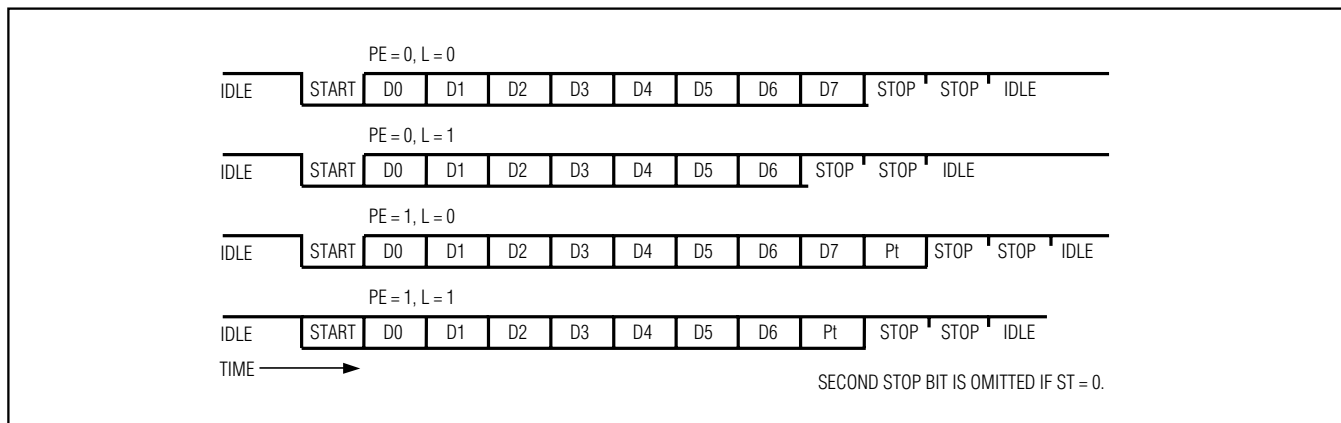 PE = 0, L = 0
IDLE START D0 D1 D2 D3 D4 D5 D6 D7 STOP STOP IDLE
PE = 0, L = 1
IDLE START D0 D1 D2 D3 D4 D5 D6 STOP STOP IDLE
PE = 1, L = 0
IDLE START D0 D1 D2 D3 D4 D5 D6 D7 Pt STOP STOP IDLE
PE = 1, L = 1
IDLE START D0 D1 D2 D3 D4 D5 D6 Pt STOP STOP IDLE
TIME
SECOND STOP BIT IS OMITTED IF ST = 0.